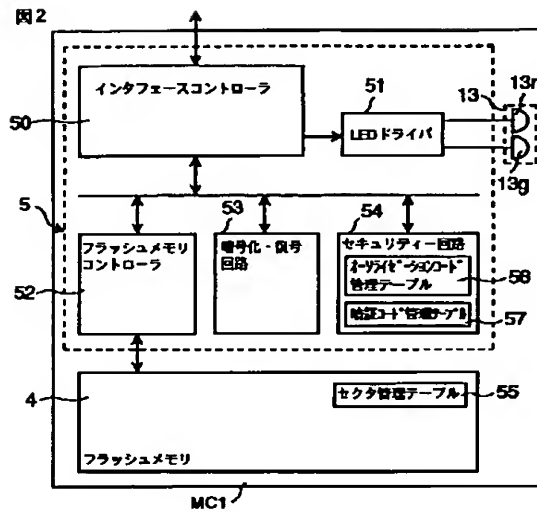 図2
インタフェースコントローラ
50
51
LEDドライバ
13
13r
13g
5
フラッシュメモリ
コントローラ
52
53
暗号化・復号
回路
54
セキュリティー回路
オーソライゼーションコード
管理テーブル
56
暗証コード管理テーブル
57
4
セクタ管理テーブル
55
フラッシュメモリ
MC1